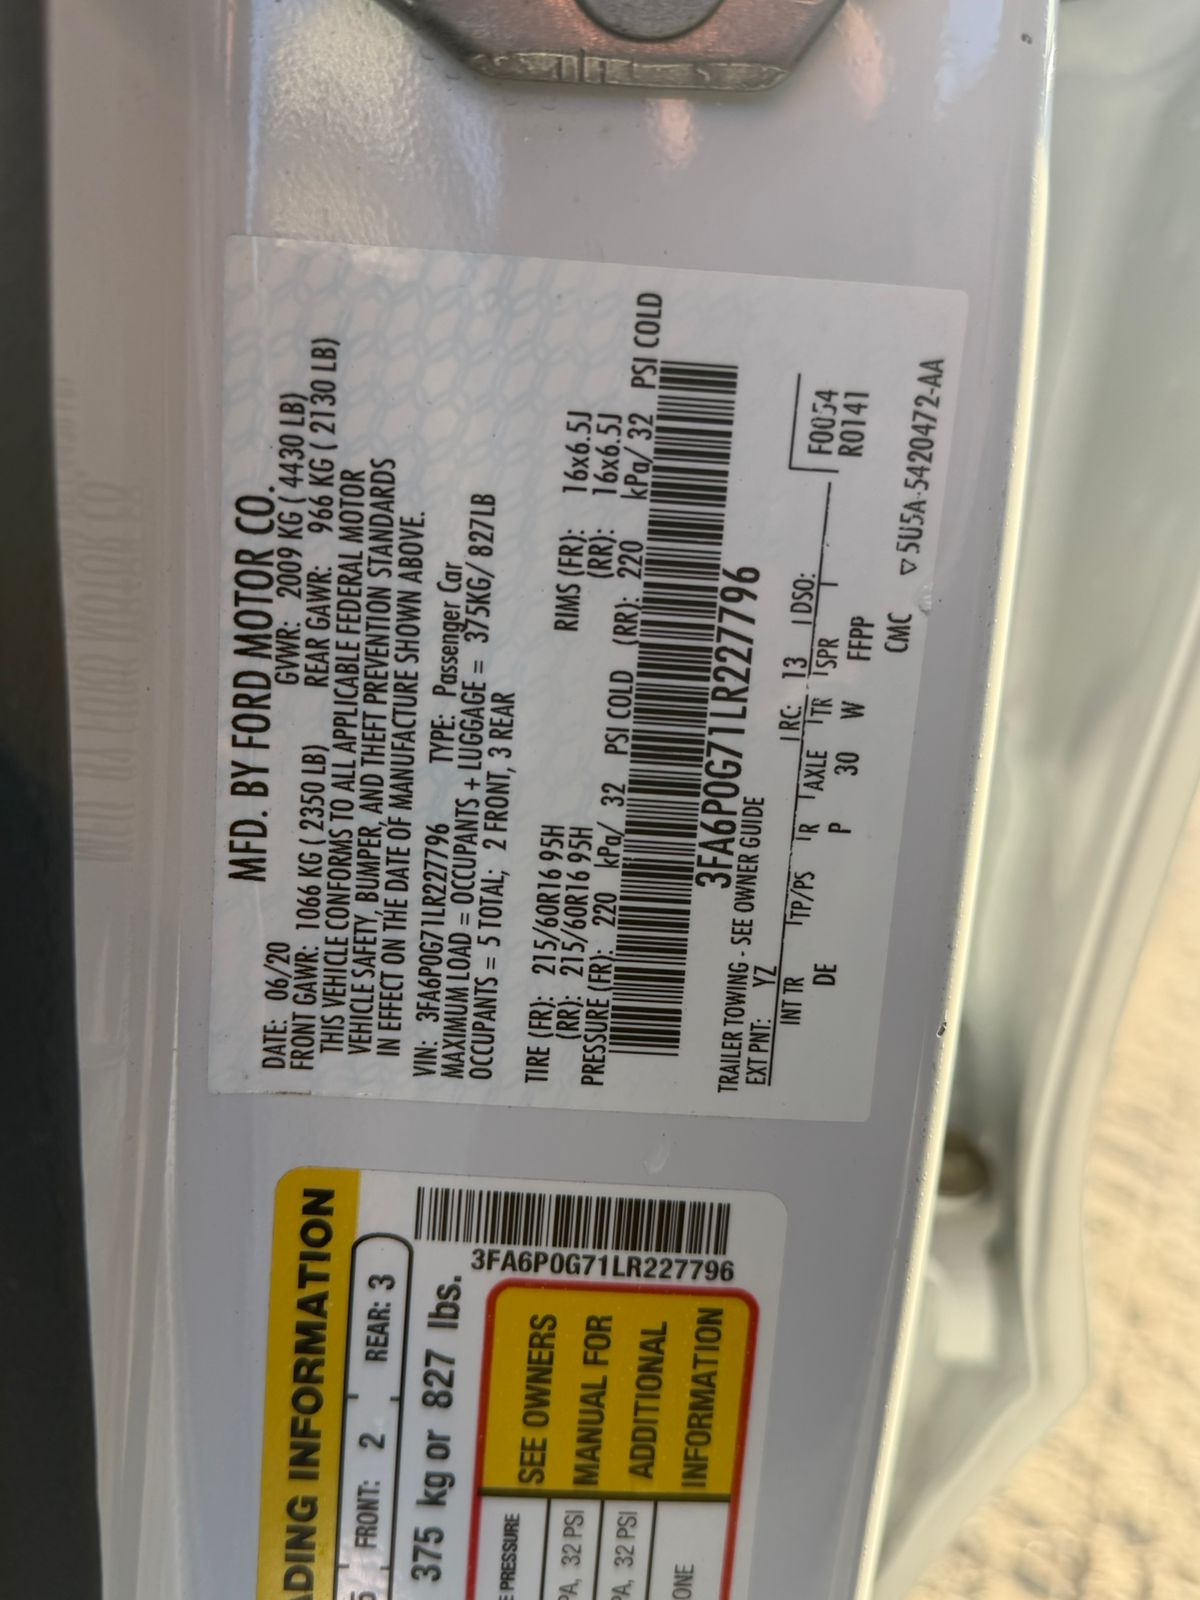 MFD. BY FORD MOTOR CO.
DATE: 06/20 GVWR: 2009 KG ( 4430 LB)
FRONT GAWR: 1066 KG ( 2350 LB) REAR GAWR: 966 KG ( 2130 LB)
THIS VEHICLE CONFORMS TO ALL APPLICABLE FEDERAL MOTOR
VEHICLE SAFETY, BUMPER, AND THEFT PREVENTION STANDARDS
IN EFFECT ON THE DATE OF MANUFACTURE SHOWN ABOVE.
VIN: 3FA6P0G71LR227796 TYPE: Passenger Car
MAXIMUM LOAD = OCCUPANTS + LUGGAGE = 375KG/ 827LB
OCCUPANTS = 5 TOTAL; 2 FRONT, 3 REAR
TIRE (FR): 215/60R16 95H RIMS (FR): 16x6.5J
(RR): 215/60R16 95H (RR): 16x6.5J
PRESSURE (FR): 220 kPa/ 32 PSI COLD (RR): 220 kPa/ 32 PSI COLD
3FA6P0G71LR227796
TRAILER TOWING - SEE OWNER GUIDE
EXT PNT: YZ RC: 13 DSO: F0054
INT TR TP/PS R AXLE TR SPR R0141
DE P 30 W FFPP
CMC ▽ 5U5A-5420472-AA
ADING INFORMATION
FRONT: 2 REAR: 3
375 kg or 827 lbs.
3FA6P0G71LR227796
E PRESSURE
PA, 32 PSI
PA, 32 PSI
ONE
SEE OWNERS
MANUAL FOR
ADDITIONAL
INFORMATION